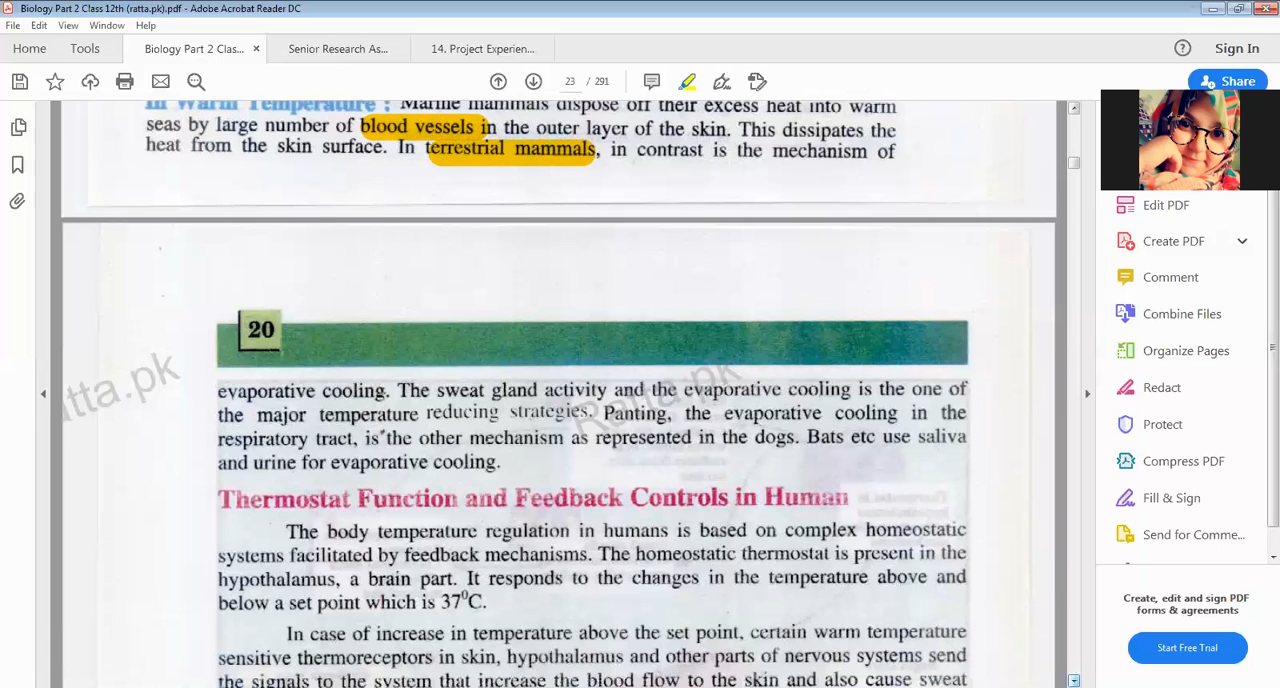 Biology Part 2 Class 12th (ratta.pk).pdf - Adobe Acrobat Reader DC
File Edit View Window Help
Home Tools Biology Part 2 Clas... × Senior Research As... 14. Project Experien... Sign In
23 / 291 Share
In Warm Temperature : Marine mammals dispose off their excess heat into warm
seas by large number of blood vessels in the outer layer of the skin. This dissipates the
heat from the skin surface. In terrestrial mammals, in contrast is the mechanism of
20
evaporative cooling. The sweat gland activity and the evaporative cooling is the one of
the major temperature reducing strategies. Panting, the evaporative cooling in the
respiratory tract, is the other mechanism as represented in the dogs. Bats etc use saliva
and urine for evaporative cooling.
Thermostat Function and Feedback Controls in Human
The body temperature regulation in humans is based on complex homeostatic
systems facilitated by feedback mechanisms. The homeostatic thermostat is present in the
hypothalamus, a brain part. It responds to the changes in the temperature above and
below a set point which is 37⁰C.
In case of increase in temperature above the set point, certain warm temperature
sensitive thermoreceptors in skin, hypothalamus and other parts of nervous systems send
the signals to the system that increase the blood flow to the skin and also cause sweat
atta.pk
Ratta.pk
Edit PDF
Create PDF
Comment
Combine Files
Organize Pages
Redact
Protect
Compress PDF
Fill & Sign
Send for Comme...
Create, edit and sign PDF
forms & agreements
Start Free Trial